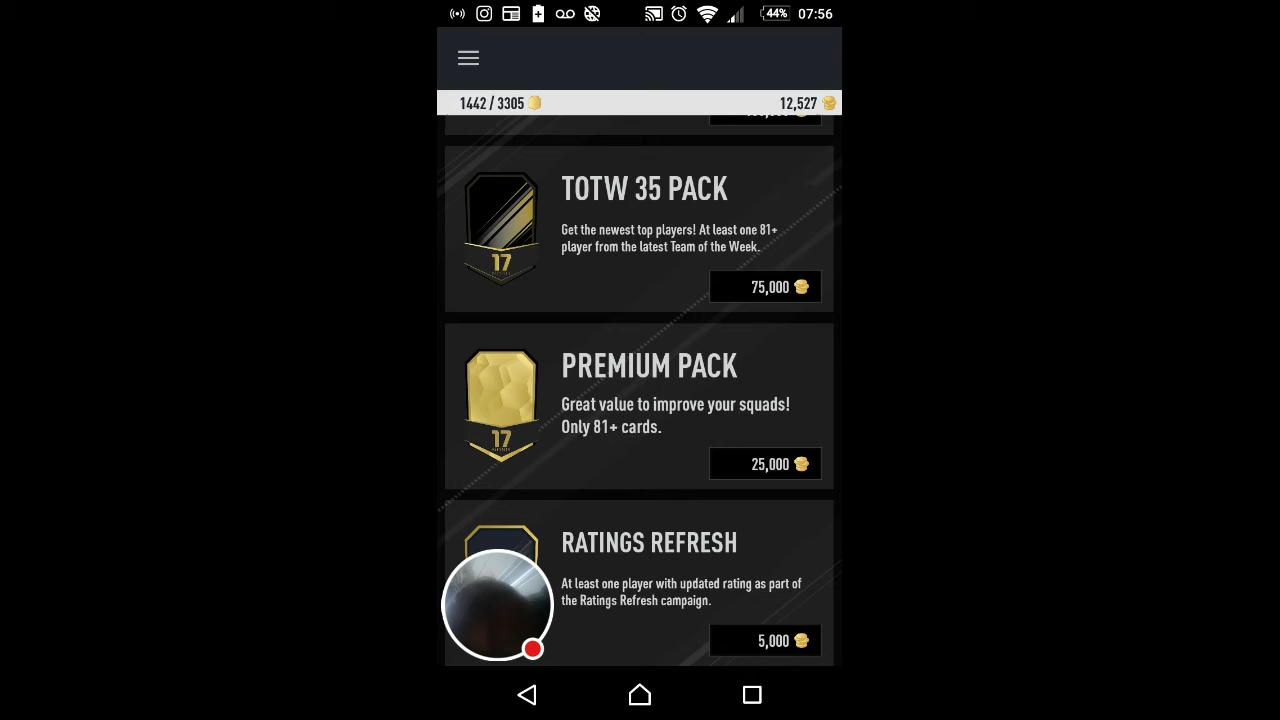 44% 07:56
1442 / 3305 12,527
TOTW 35 PACK
Get the newest top players! At least one 81+
player from the latest Team of the Week.
17
75,000
PREMIUM PACK
Great value to improve your squads!
Only 81+ cards.
17
25,000
RATINGS REFRESH
At least one player with updated rating as part of
the Ratings Refresh campaign.
5,000